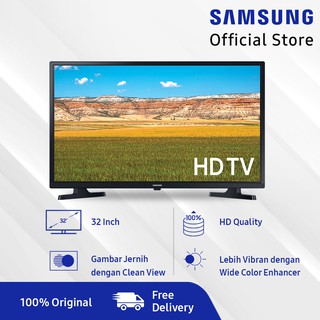 SAMSUNG
Official Store
HD TV
SAMSUNG
32"
32 Inch
100%
HD Quality
Gambar Jernih
dengan Clean View
Lebih Vibran dengan
Wide Color Enhancer
100% Original
Free
Delivery